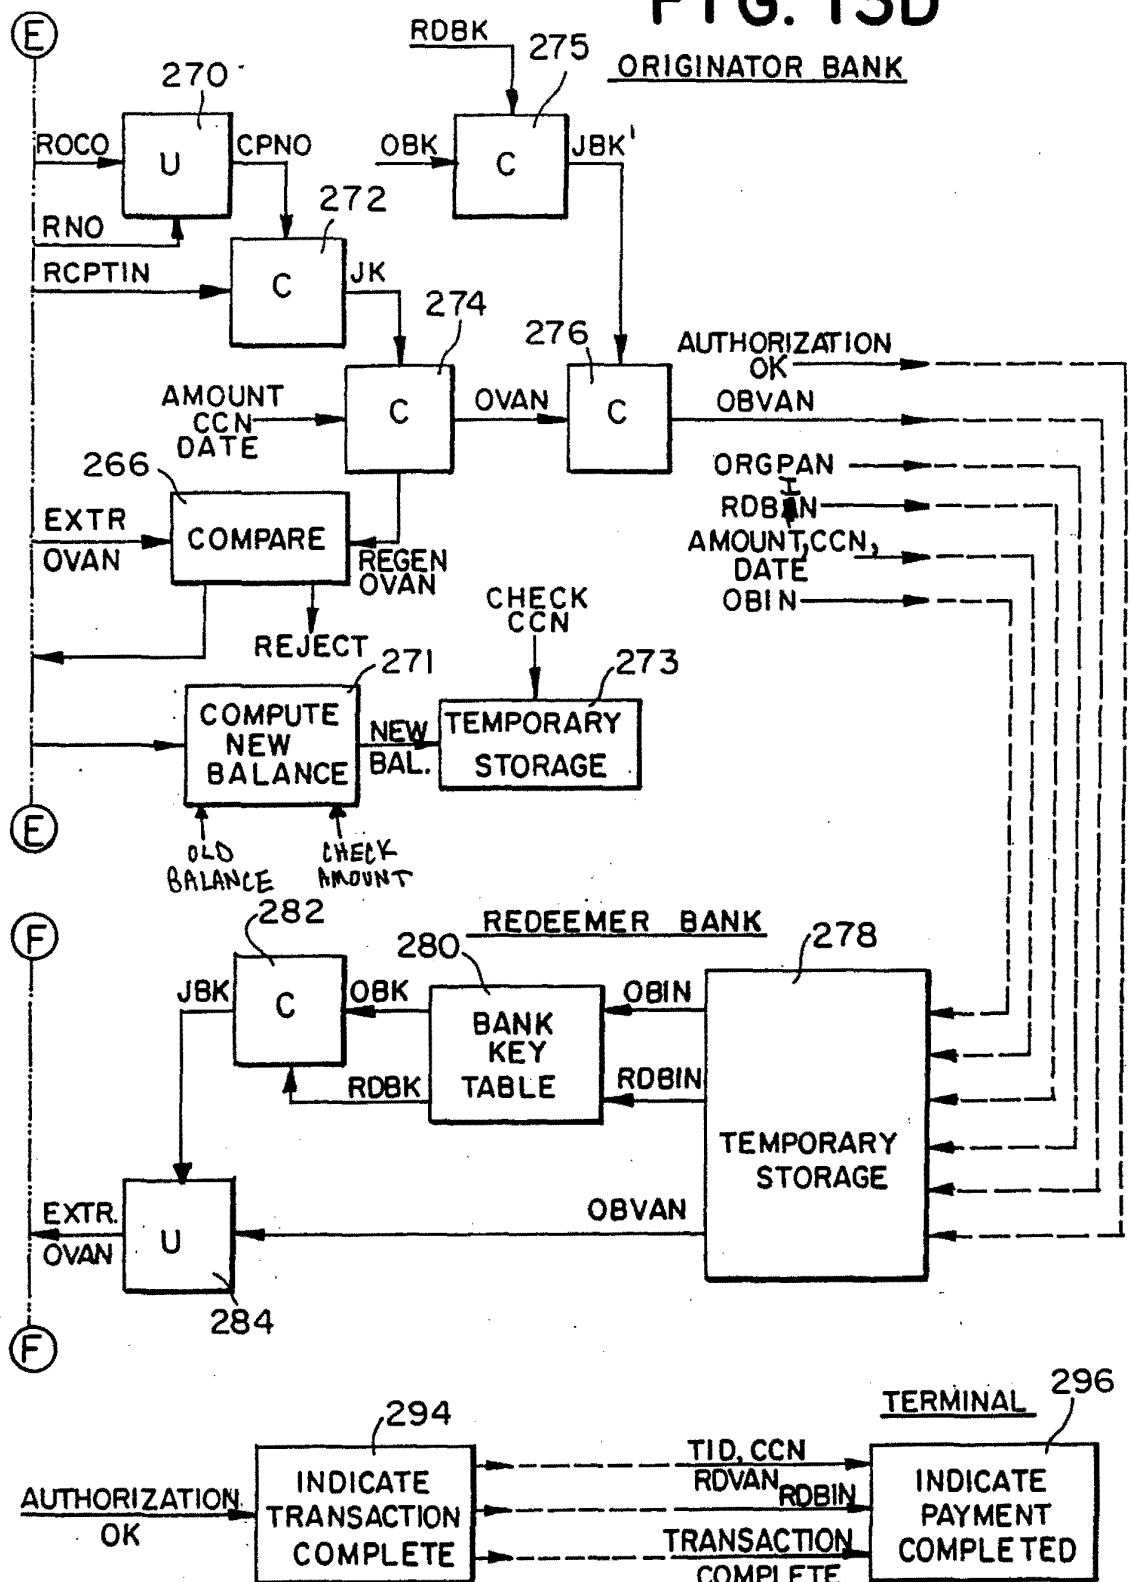 FIG. 13D
E
RDBK
275
ORIGINATOR BANK
270
ROCO
U
CPNO
OBK
C
JBK'
272
RNO
RCPTIN
C
JK
274
276
AUTHORIZATION
OK
AMOUNT
CCN
DATE
C
OVAN
C
OBVAN
266
ORGPAN
I
EXTR
OVAN
COMPARE
REGEN
OVAN
AMOUNT, CCN,
DATE
OBIN
CHECK
CCN
REJECT
271
273
COMPUTE
NEW
BALANCE
NEW
BAL.
TEMPORARY
STORAGE
E
OLD
BALANCE
CHECK
AMOUNT
F
282
REDEEMER BANK
280
278
JBK
C
OBK
BANK
KEY
TABLE
OBIN
RDBK
RDBIN
TEMPORARY
STORAGE
EXTR.
OVAN
U
OBVAN
284
F
TERMINAL
296
294
AUTHORIZATION
OK
INDICATE
TRANSACTION
COMPLETE
TID, CCN
RDVAN
RDBIN
TRANSACTION
COMPLETE
INDICATE
PAYMENT
COMPLETED